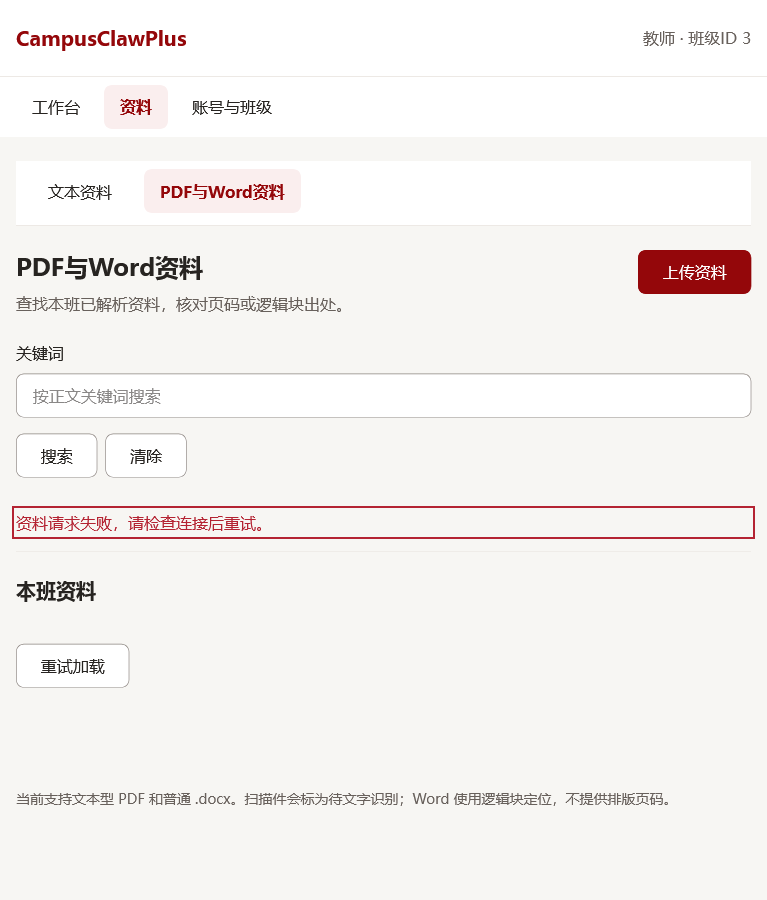 CampusClawPlus
教师 · 班级ID 3
工作台 资料 账号与班级
文本资料 PDF与Word资料
PDF与Word资料
上传资料
查找本班已解析资料，核对页码或逻辑块出处。
关键词
按正文关键词搜索
搜索 清除
资料请求失败，请检查连接后重试。
本班资料
重试加载
当前支持文本型 PDF 和普通 .docx。扫描件会标为待文字识别；Word 使用逻辑块定位，不提供排版页码。